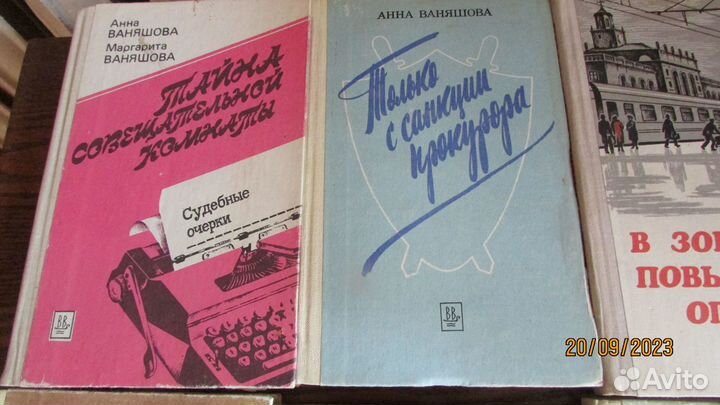 Анна
ВАНЯШОВА
Маргарита
ВАНЯШОВА
ТАЙНА
СОВЕЩАТЕЛЬНОЙ
КОМНАТЫ
Судебные
очерки
ВВ
АННА ВАНЯШОВА
Только
с санкции
прокурора
ВВ
В ЗОН
ПОВЫ
ОП
20/09/2023
Avito